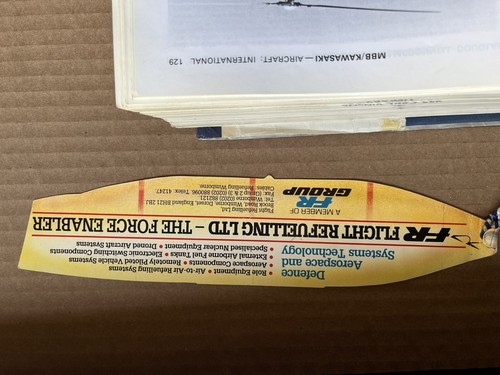 MBB/KAWASAKI—AIRCRAFT: INTERNATIONAL 129
Defence
Aerospace and
Systems Technology
• Role Equipment • Air-to-Air Refuelling Systems
• Aerospace Components • Remotely Piloted Vehicle Systems
• External Airborne Fuel Tanks • Electronic Switching Components
• Specialised Nuclear Equipment • Droned Aircraft Systems
FR FLIGHT REFUELLING LTD – THE FORCE ENABLER
A MEMBER OF
FR
GROUP
Flight Refuelling Ltd.
Brook Road, Wimborne, Dorset, England BH21 2BJ
Tel: Wimborne (0202) 882121
Fax: (Gp3 & 2) (0202) 880096. Telex: 41247.
Cables: Refuelling Wimborne